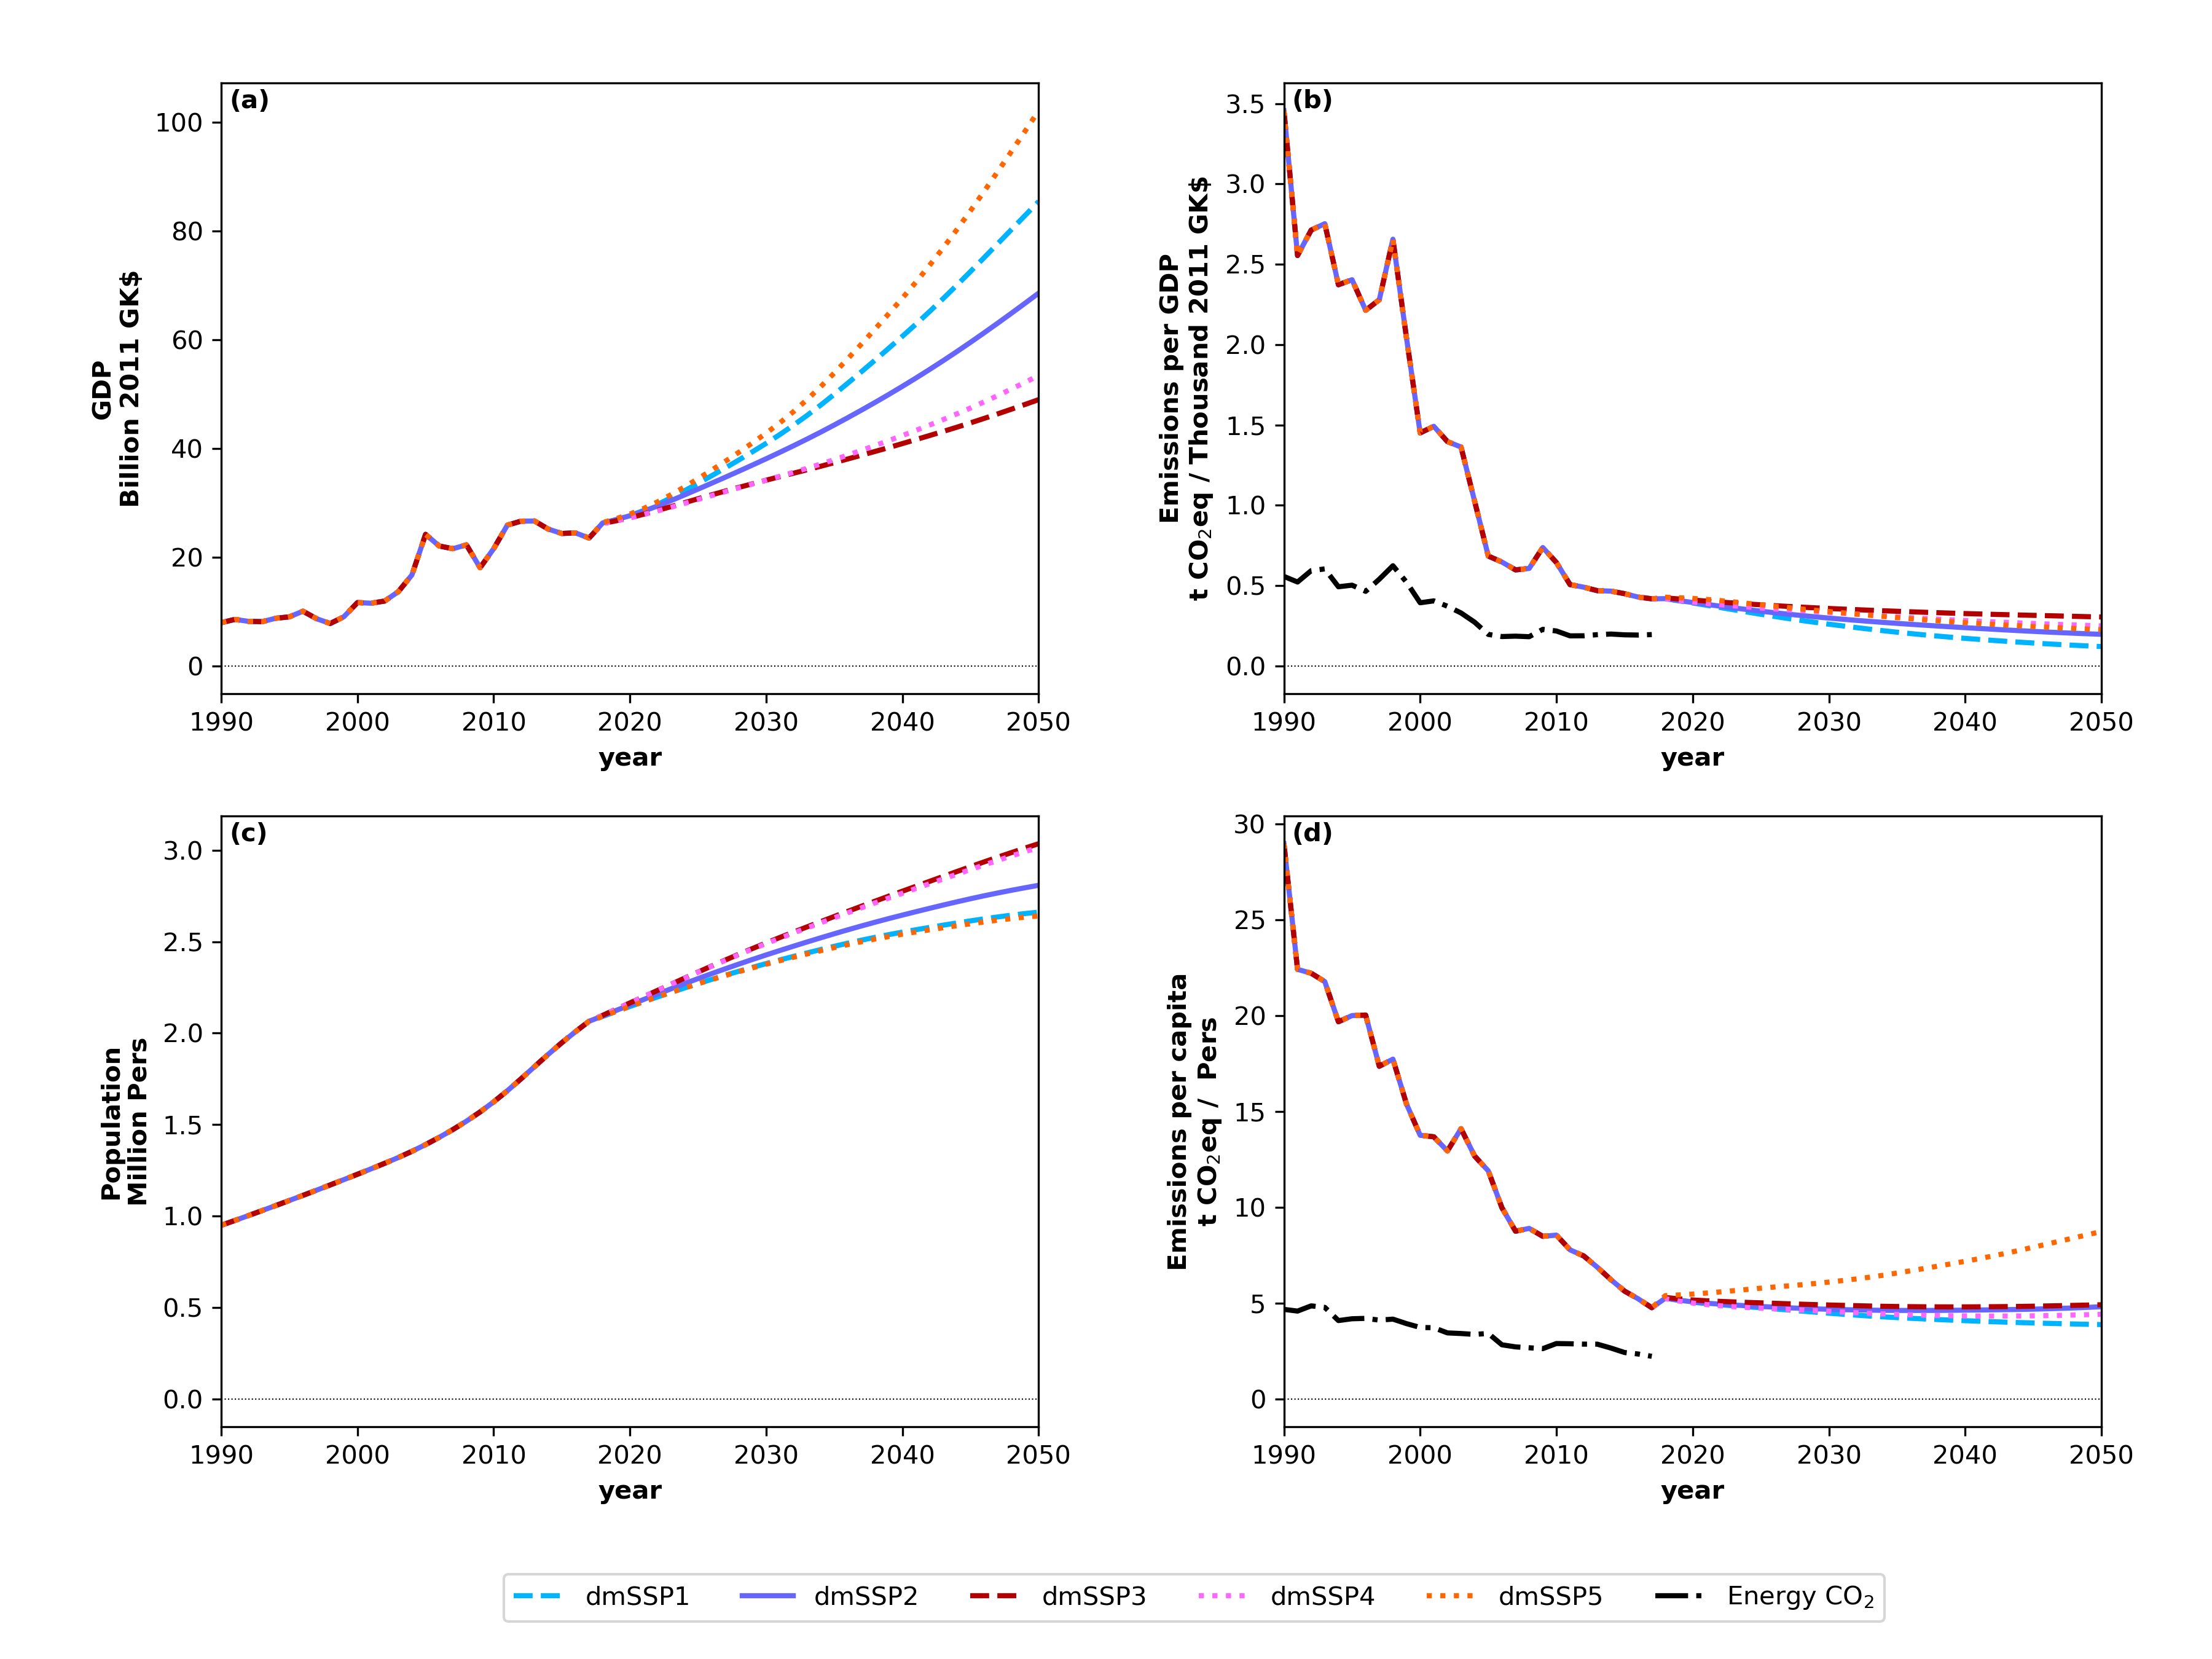 (a)
100
80
60
40
20
0
GDP
Billion 2011 GK$
1990 2000 2010 2020 2030 2040 2050
year
(b)
3.5
3.0
2.5
2.0
1.5
1.0
0.5
0.0
Emissions per GDP
t CO₂eq / Thousand 2011 GK$
1990 2000 2010 2020 2030 2040 2050
year
(c)
3.0
2.5
2.0
1.5
1.0
0.5
0.0
Population
Million Pers
1990 2000 2010 2020 2030 2040 2050
year
(d)
30
25
20
15
10
5
0
Emissions per capita
t CO₂eq / Pers
1990 2000 2010 2020 2030 2040 2050
year
dmSSP1 dmSSP2 dmSSP3 dmSSP4 dmSSP5 Energy CO₂